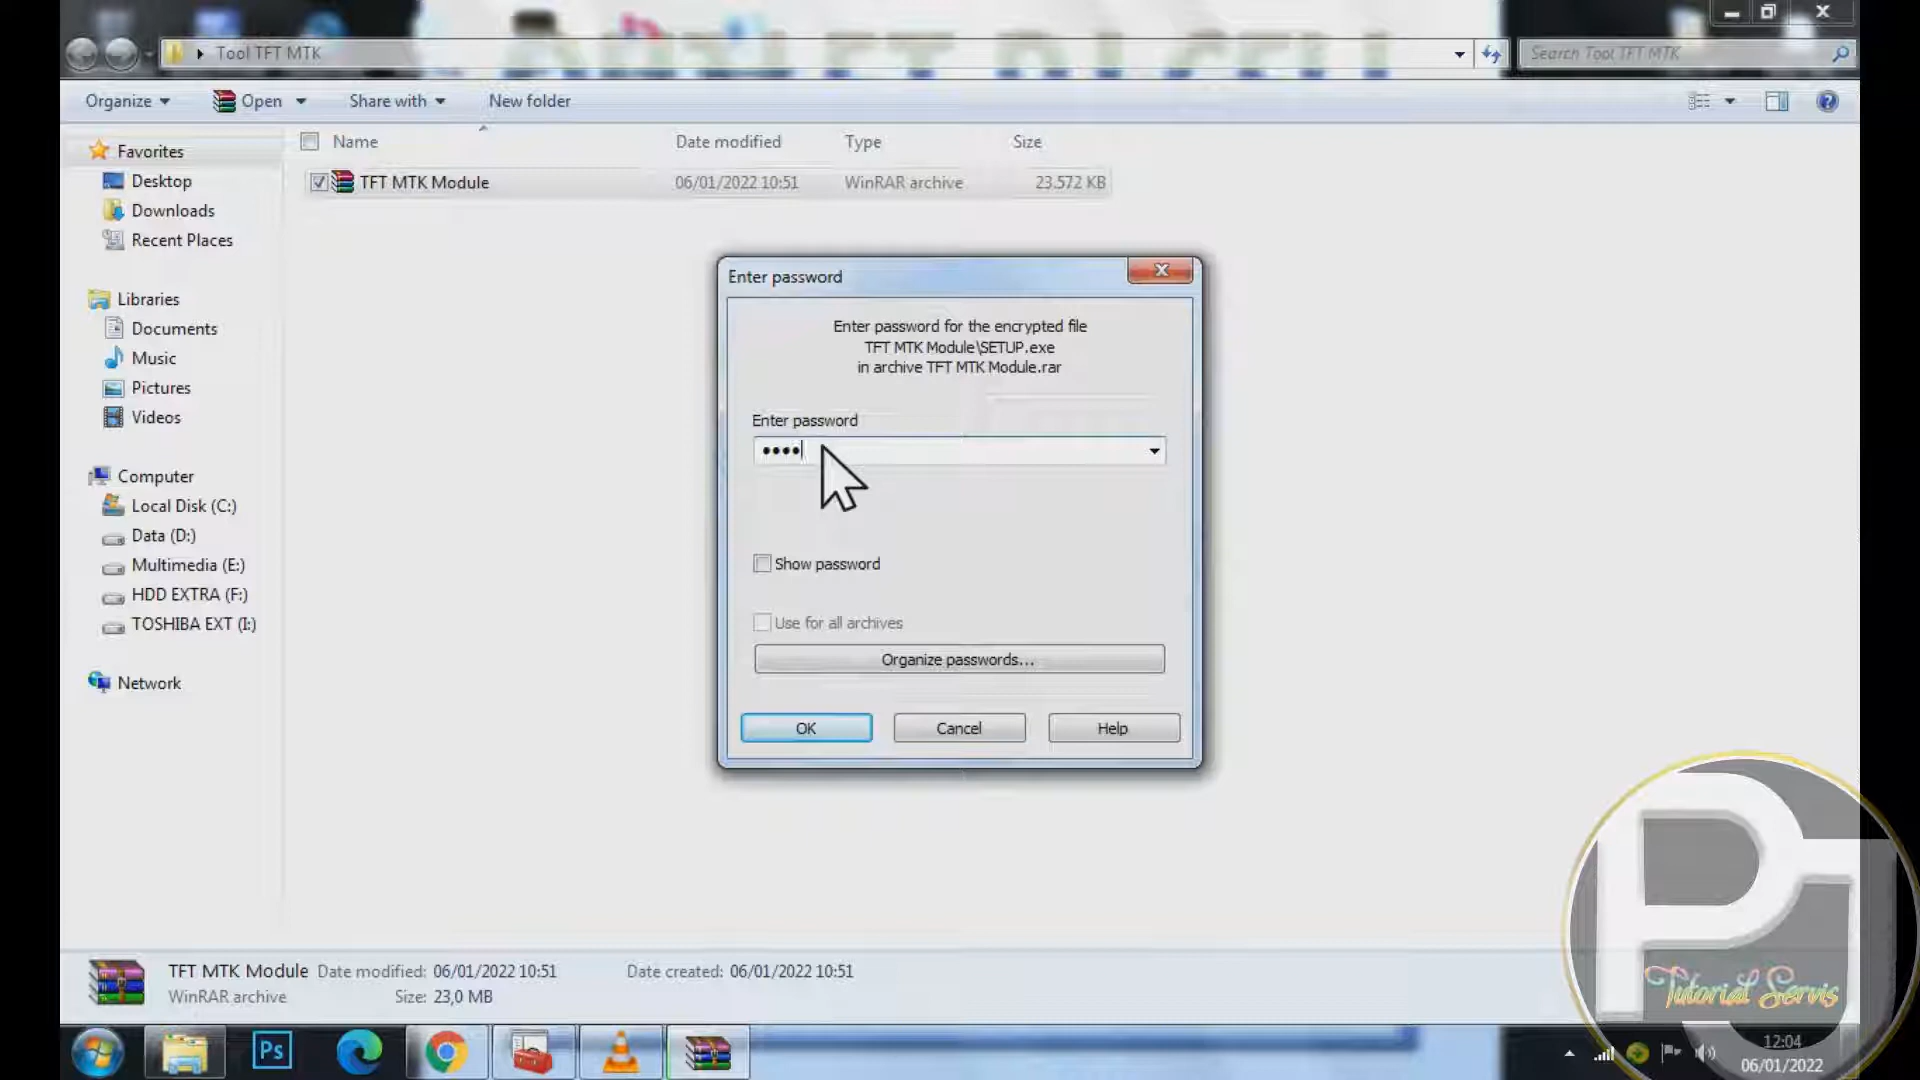 Tool TFT MTK
Search Tool TFT MTK
Organize
Open
Share with
New folder
Name
Date modified
Type
Size
TFT MTK Module
06/01/2022 10:51
WinRAR archive
23.572 KB
Favorites
Desktop
Downloads
Recent Places
Libraries
Documents
Music
Pictures
Videos
Computer
Local Disk (C:)
Data (D:)
Multimedia (E:)
HDD EXTRA (F:)
TOSHIBA EXT (I:)
Network
Enter password
Enter password for the encrypted file
TFT MTK Module\SETUP.exe
in archive TFT MTK Module.rar
Enter password
••••
Show password
Use for all archives
Organize passwords...
OK
Cancel
Help
TFT MTK Module Date modified: 06/01/2022 10:51 Date created: 06/01/2022 10:51
WinRAR archive Size: 23,0 MB
Ps
PJ
Tutorial Servis
12:04
06/01/2022